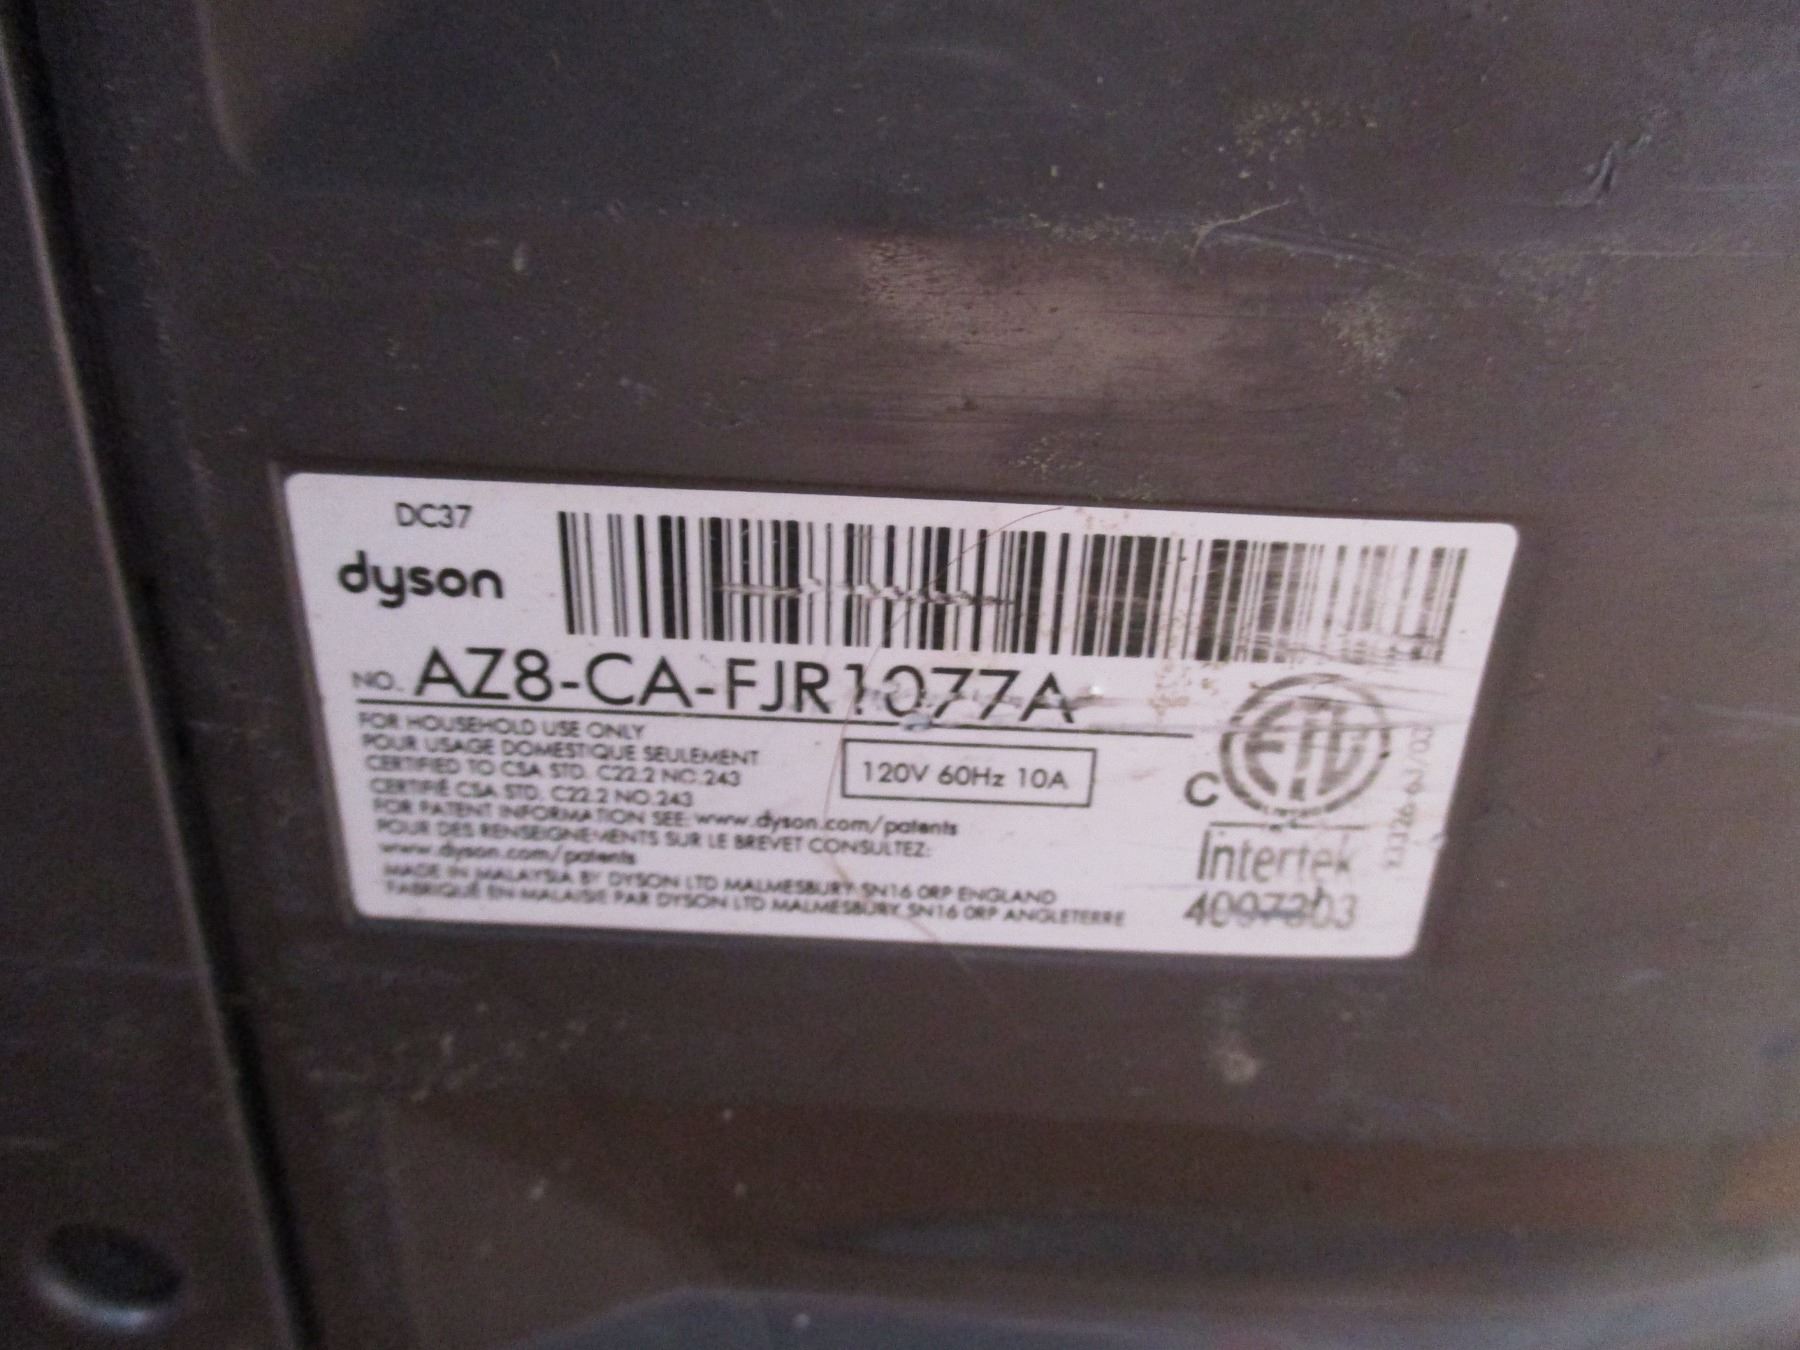 DC37
dyson
NO. AZ8-CA-FJR1077A
FOR HOUSEHOLD USE ONLY
POUR USAGE DOMESTIQUE SEULEMENT
CERTIFIED TO CSA STD. C22.2 NO.243
CERTIFIÉ CSA STD. C22.2 NO.243
FOR PATENT INFORMATION SEE: www.dyson.com/patents
POUR DES RENSEIGNEMENTS SUR LE BREVET CONSULTEZ:
www.dyson.com/patents
MADE IN MALAYSIA BY DYSON LTD MALMESBURY SN16 0RP ENGLAND
FABRIQUÉ EN MALAISIE PAR DYSON LTD MALMESBURY SN16 0RP ANGLETERRE
120V 60Hz 10A
C ETL
Intertek